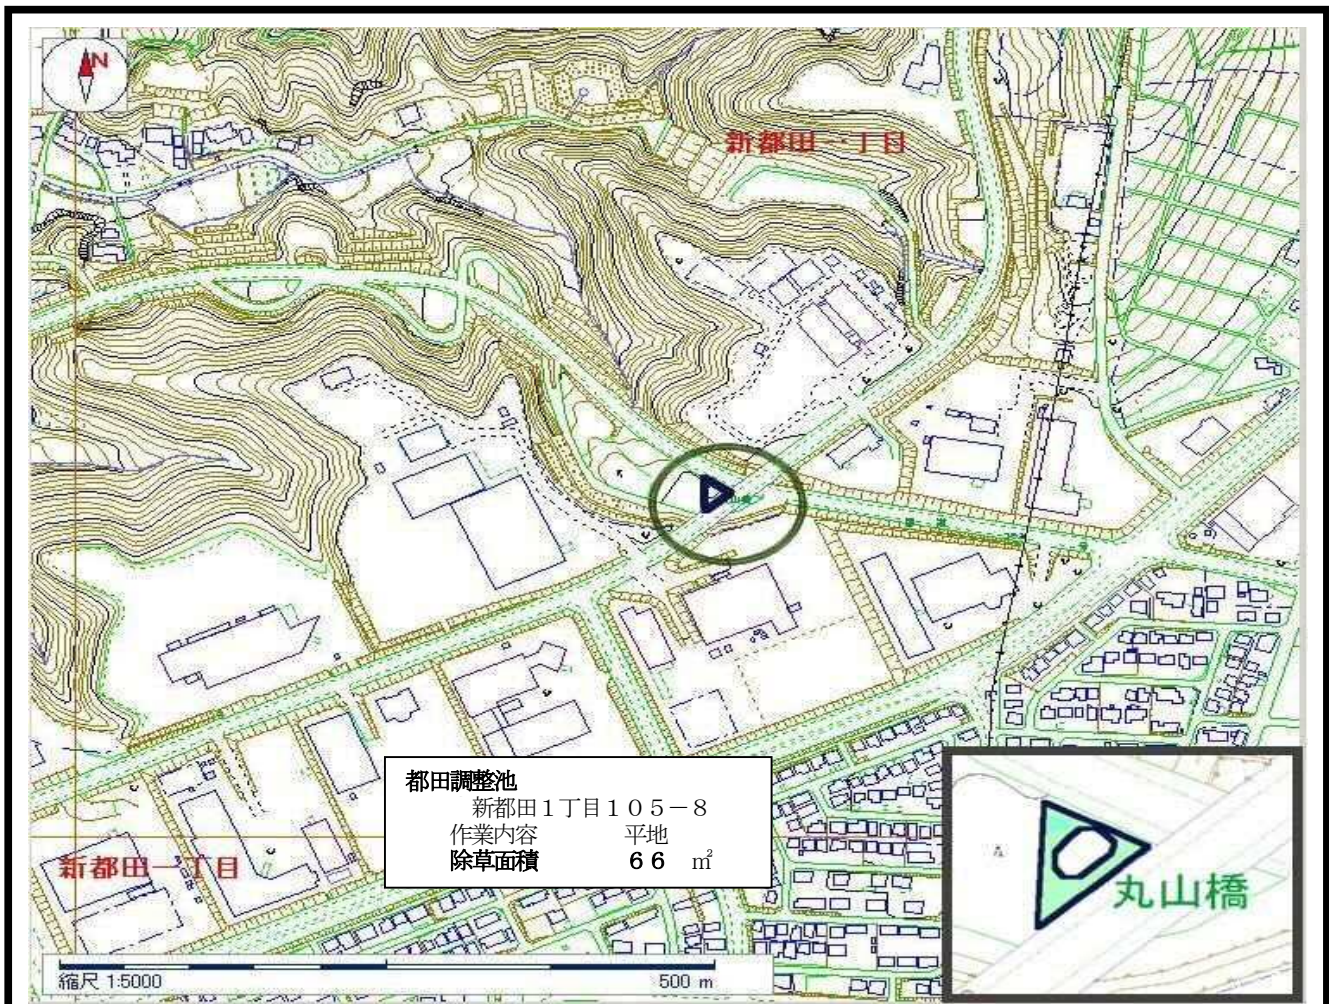 N
新都田一丁目
都田調整池
新都田1丁目105-8
作業内容 平地
除草面積 66 ㎡
新都田一丁目
丸山橋
縮尺 1:5000 500 m